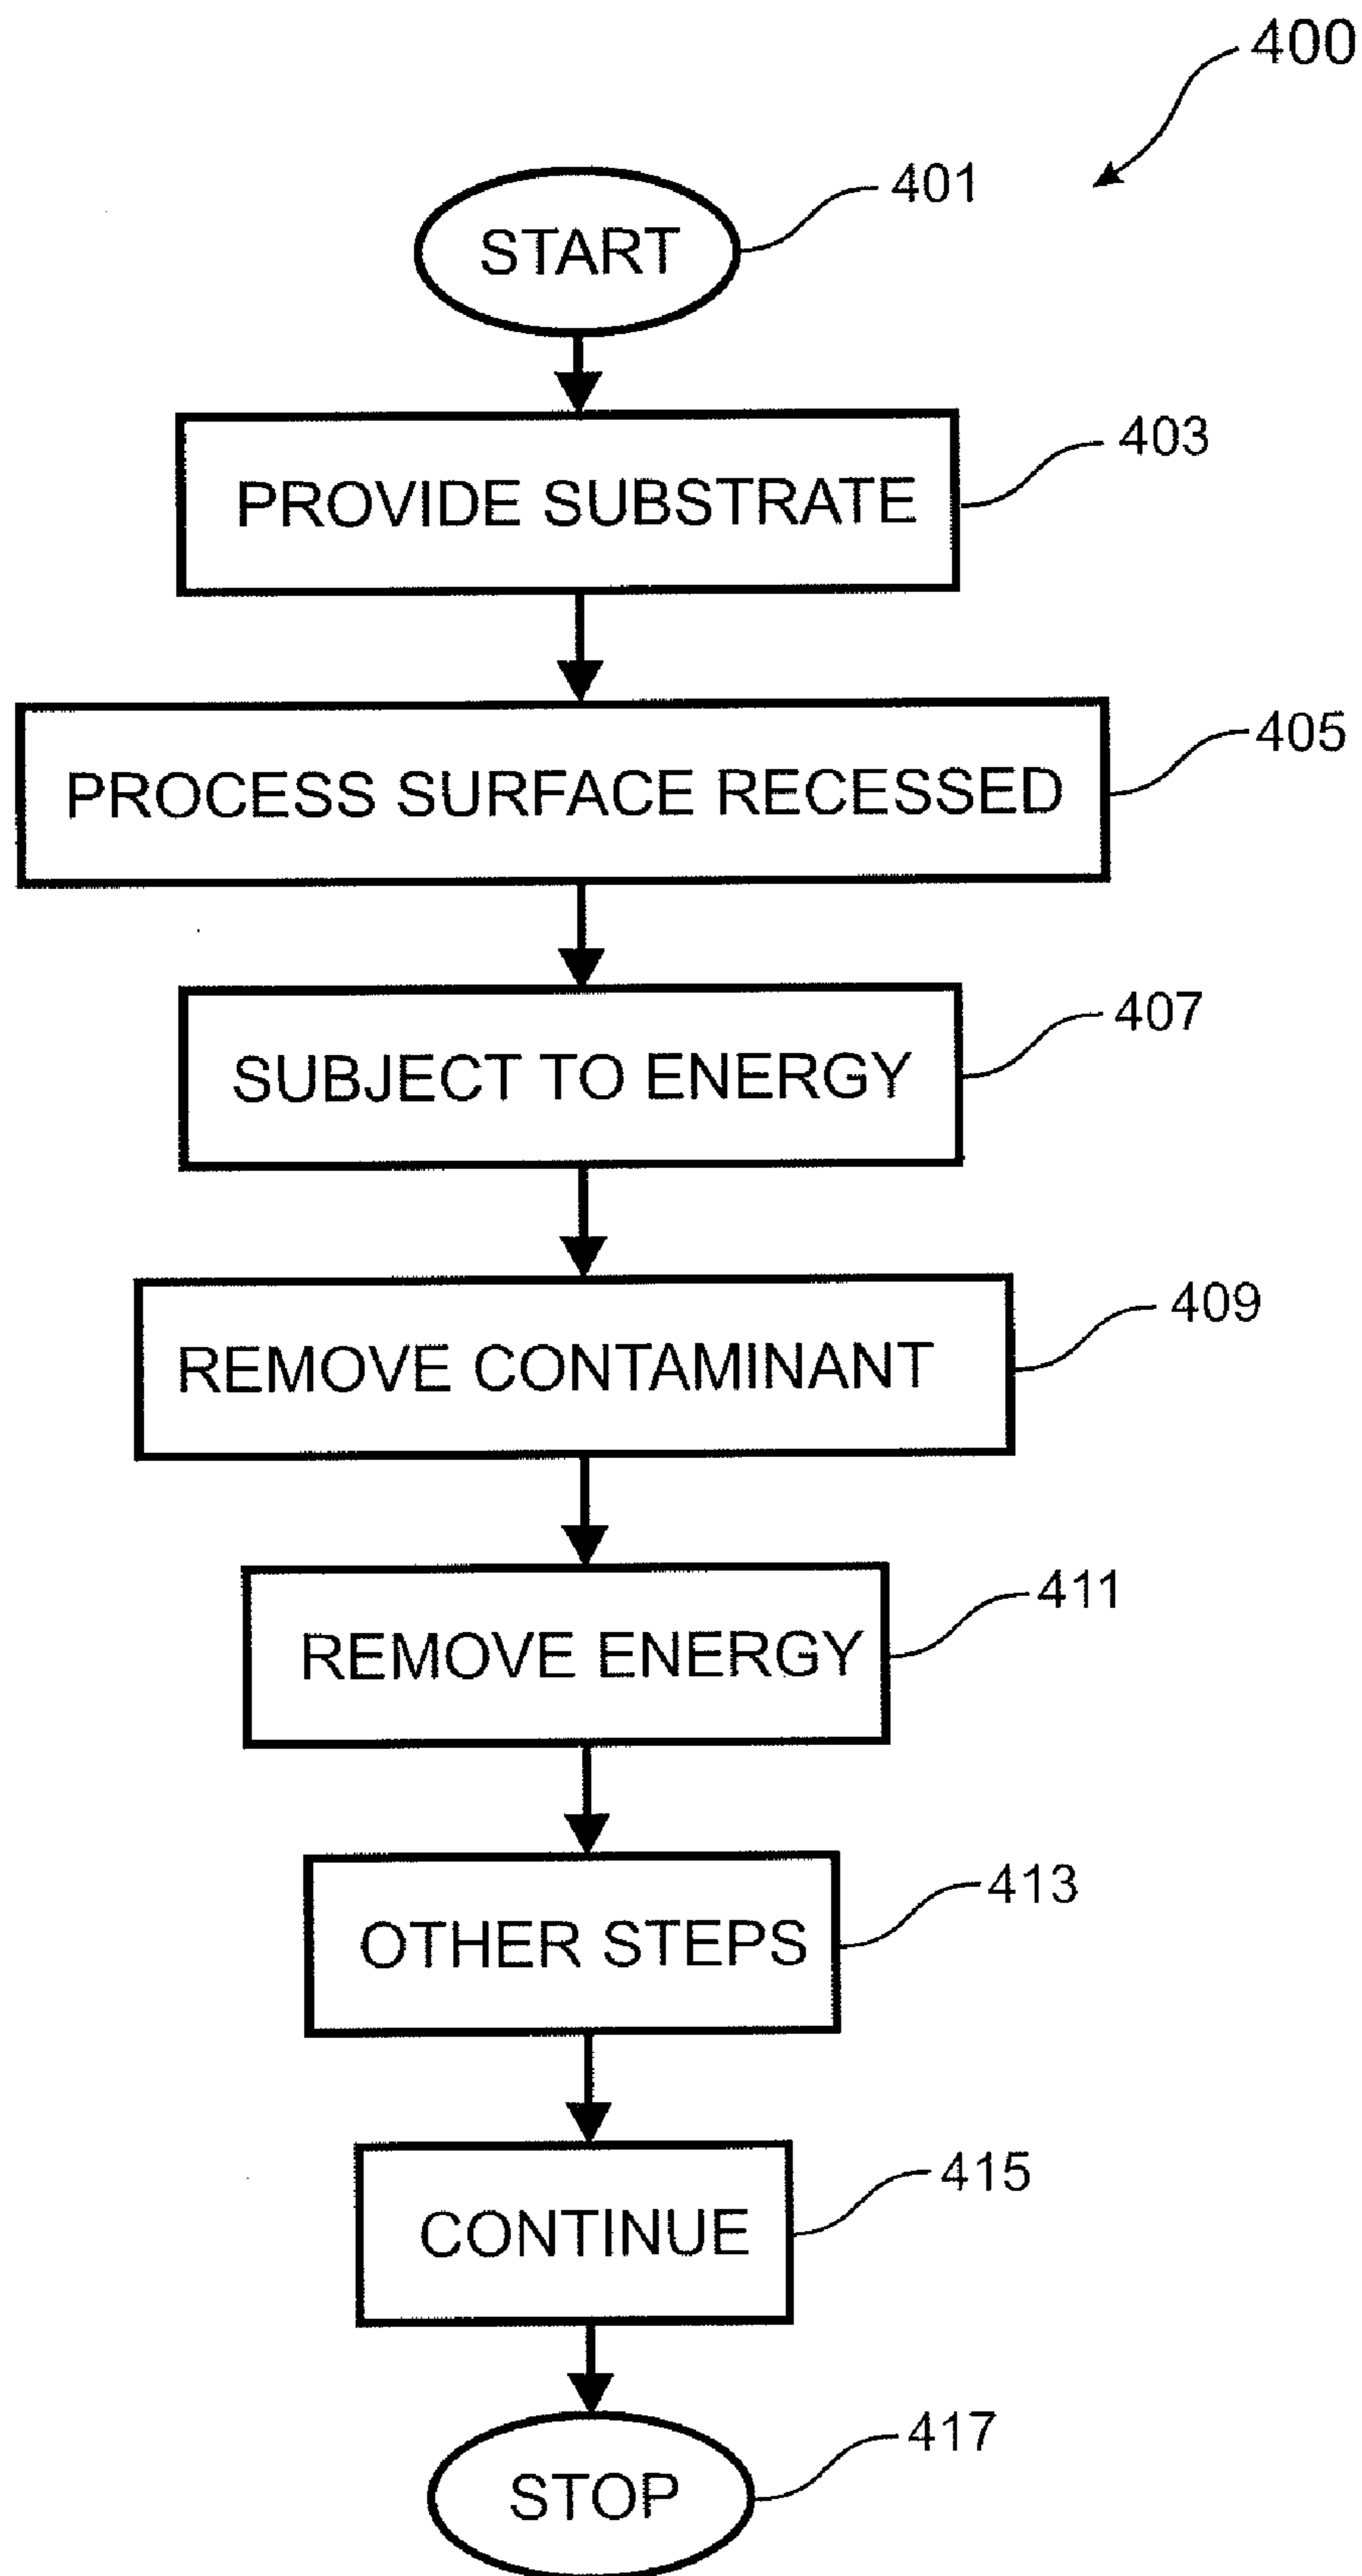 400
401
START
403
PROVIDE SUBSTRATE
405
PROCESS SURFACE RECESSED
407
SUBJECT TO ENERGY
409
REMOVE CONTAMINANT
411
REMOVE ENERGY
413
OTHER STEPS
415
CONTINUE
417
STOP